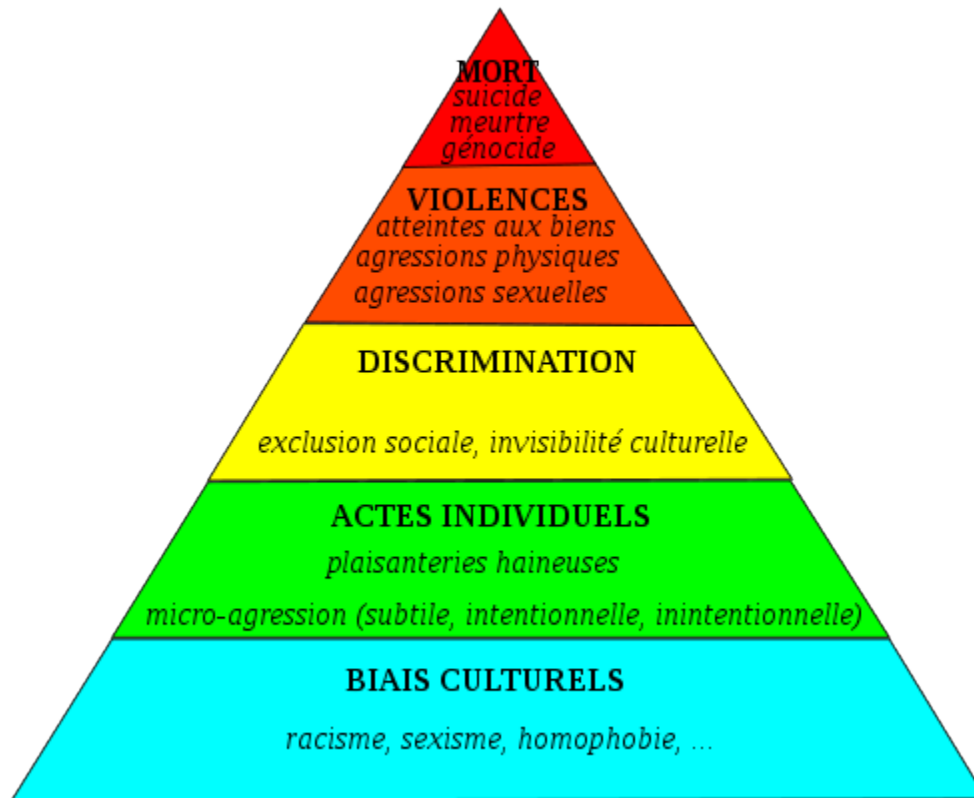 MORT
suicide
meurtre
génocide
VIOLENCES
atteintes aux biens
agressions physiques
agressions sexuelles
DISCRIMINATION
exclusion sociale, invisibilité culturelle
ACTES INDIVIDUELS
plaisanteries haineuses
micro-agression (subtile, intentionnelle, inintentionnelle)
BIAIS CULTURELS
racisme, sexisme, homophobie, ...